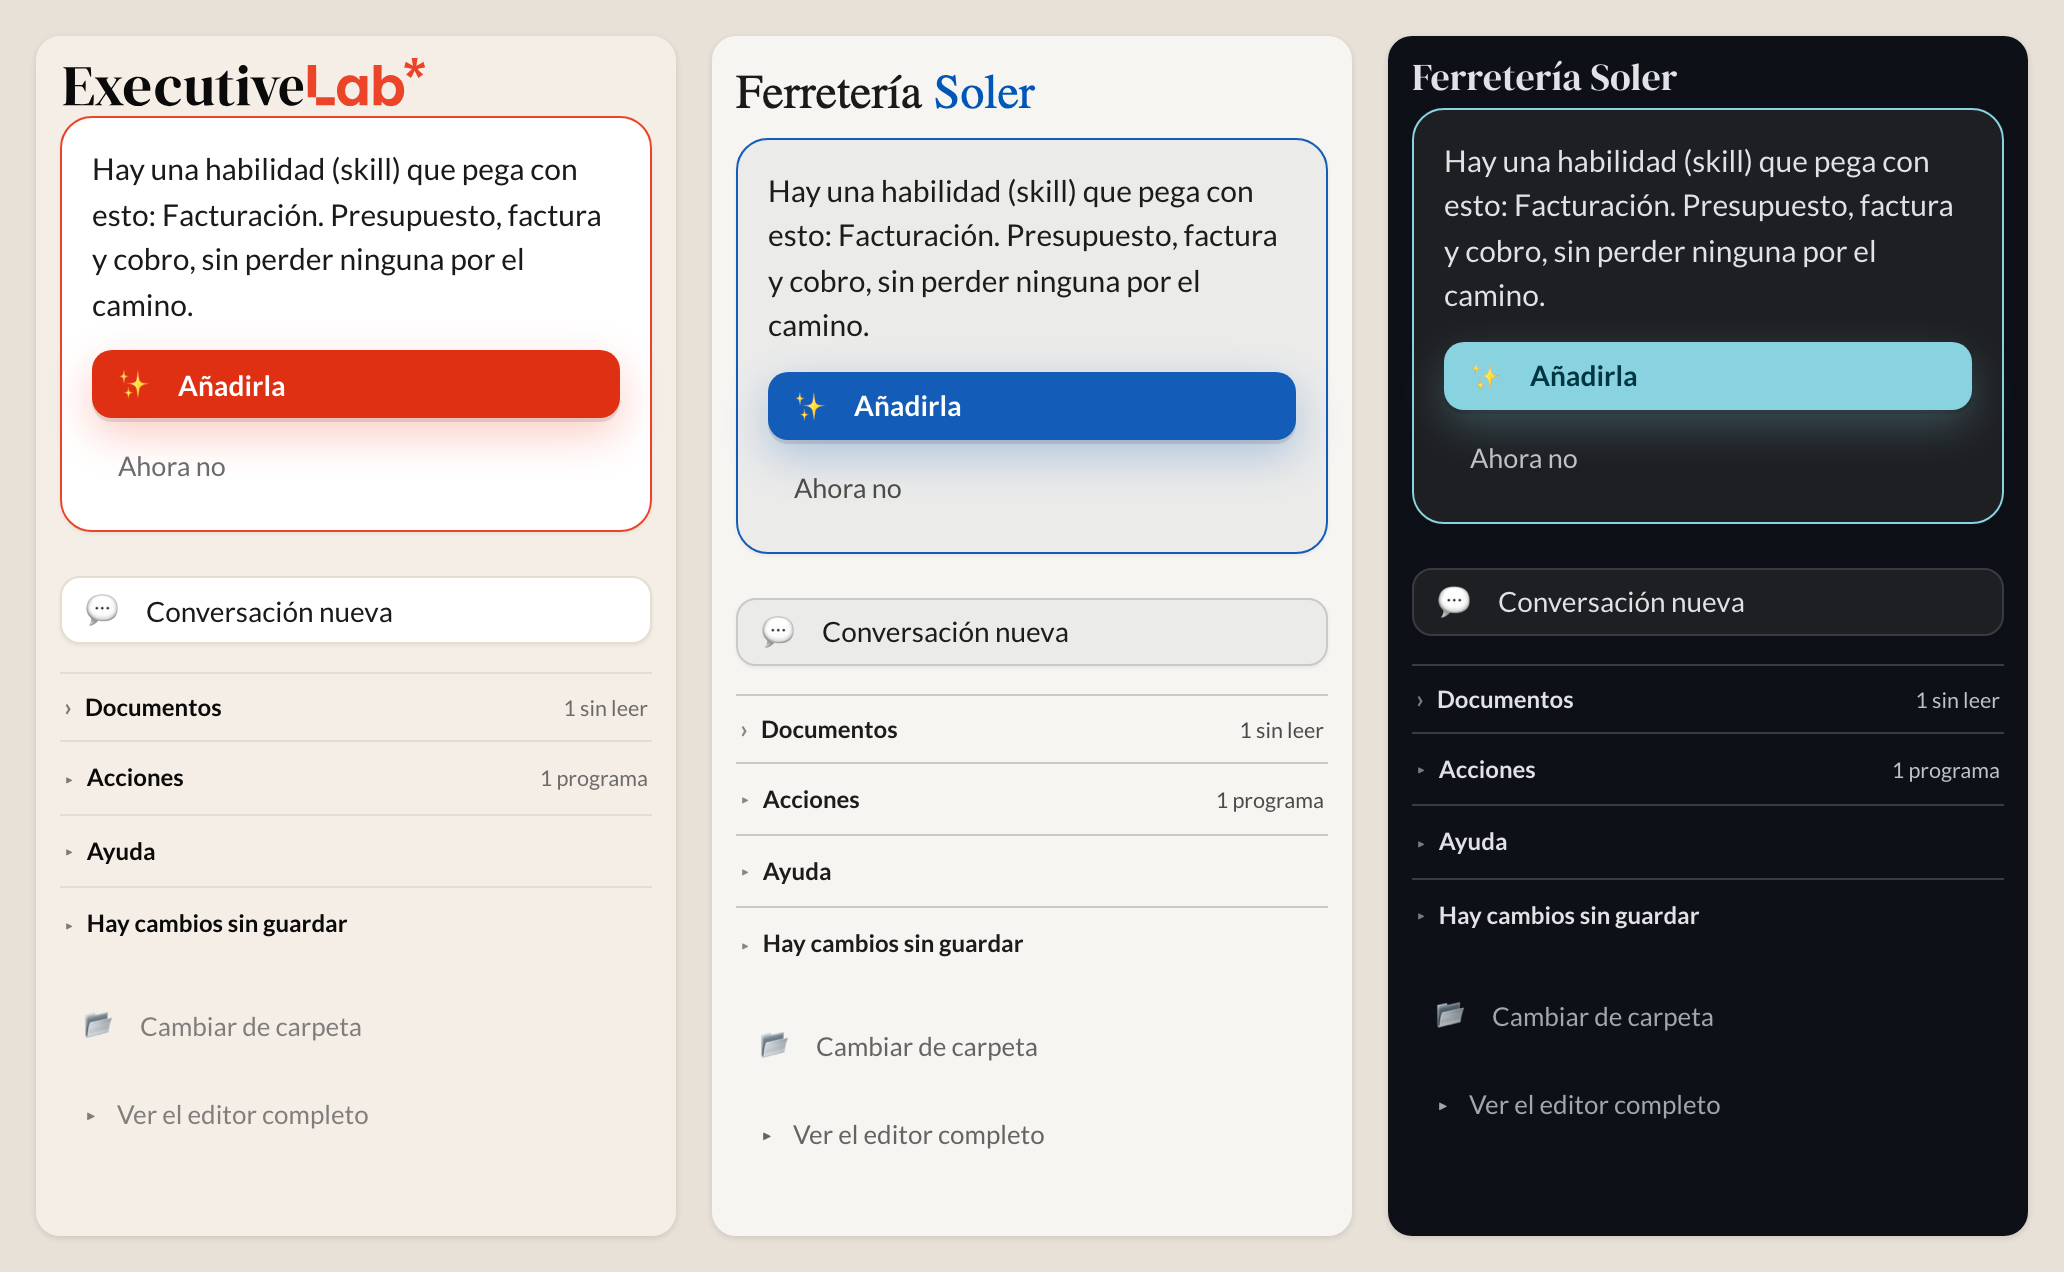 ExecutiveLab*
Hay una habilidad (skill) que pega con
esto: Facturación. Presupuesto, factura
y cobro, sin perder ninguna por el
camino.
✨ Añadirla
Ahora no
💬 Conversación nueva
› Documentos 1 sin leer
▸ Acciones 1 programa
▸ Ayuda
▸ Hay cambios sin guardar
📂 Cambiar de carpeta
▸ Ver el editor completo
Ferretería Soler
Hay una habilidad (skill) que pega con
esto: Facturación. Presupuesto, factura
y cobro, sin perder ninguna por el
camino.
✨ Añadirla
Ahora no
💬 Conversación nueva
› Documentos 1 sin leer
▸ Acciones 1 programa
▸ Ayuda
▸ Hay cambios sin guardar
📂 Cambiar de carpeta
▸ Ver el editor completo
Ferretería Soler
Hay una habilidad (skill) que pega con
esto: Facturación. Presupuesto, factura
y cobro, sin perder ninguna por el
camino.
✨ Añadirla
Ahora no
💬 Conversación nueva
› Documentos 1 sin leer
▸ Acciones 1 programa
▸ Ayuda
▸ Hay cambios sin guardar
📂 Cambiar de carpeta
▸ Ver el editor completo